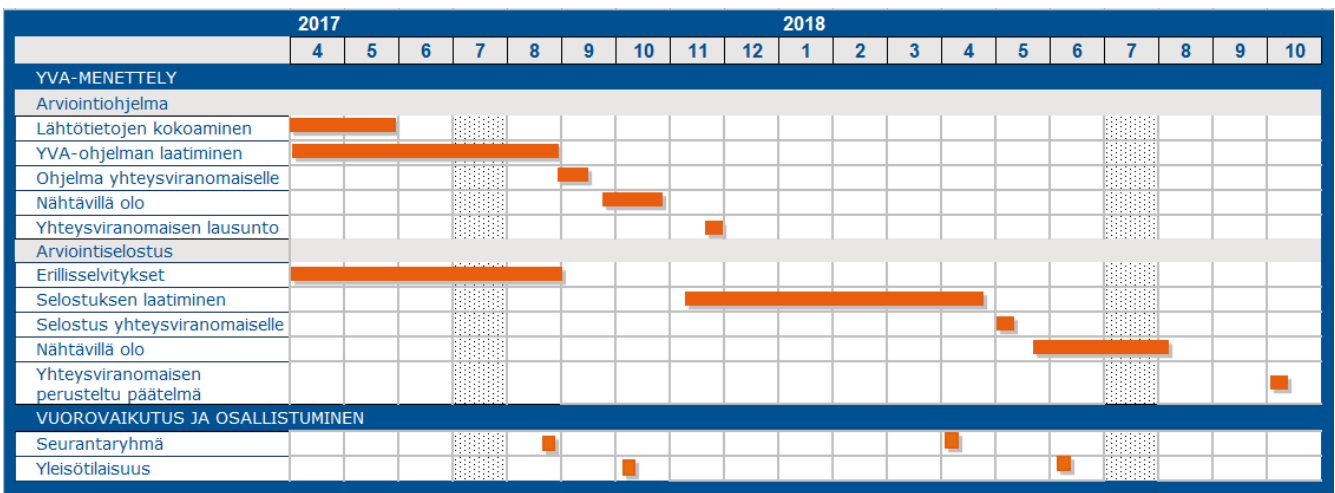 2017 2018
4 5 6 7 8 9 10 11 12 1 2 3 4 5 6 7 8 9 10
YVA-MENETTELY
Arviointiohjelma
Lähtötietojen kokoaminen
YVA-ohjelman laatiminen
Ohjelma yhteysviranomaiselle
Nähtävillä olo
Yhteysviranomaisen lausunto
Arviointiselostus
Erillisselvitykset
Selostuksen laatiminen
Selostus yhteysviranomaiselle
Nähtävillä olo
Yhteysviranomaisen
perusteltu päätelmä
VUOROVAIKUTUS JA OSALLISTUMINEN
Seurantaryhmä
Yleisötilaisuus